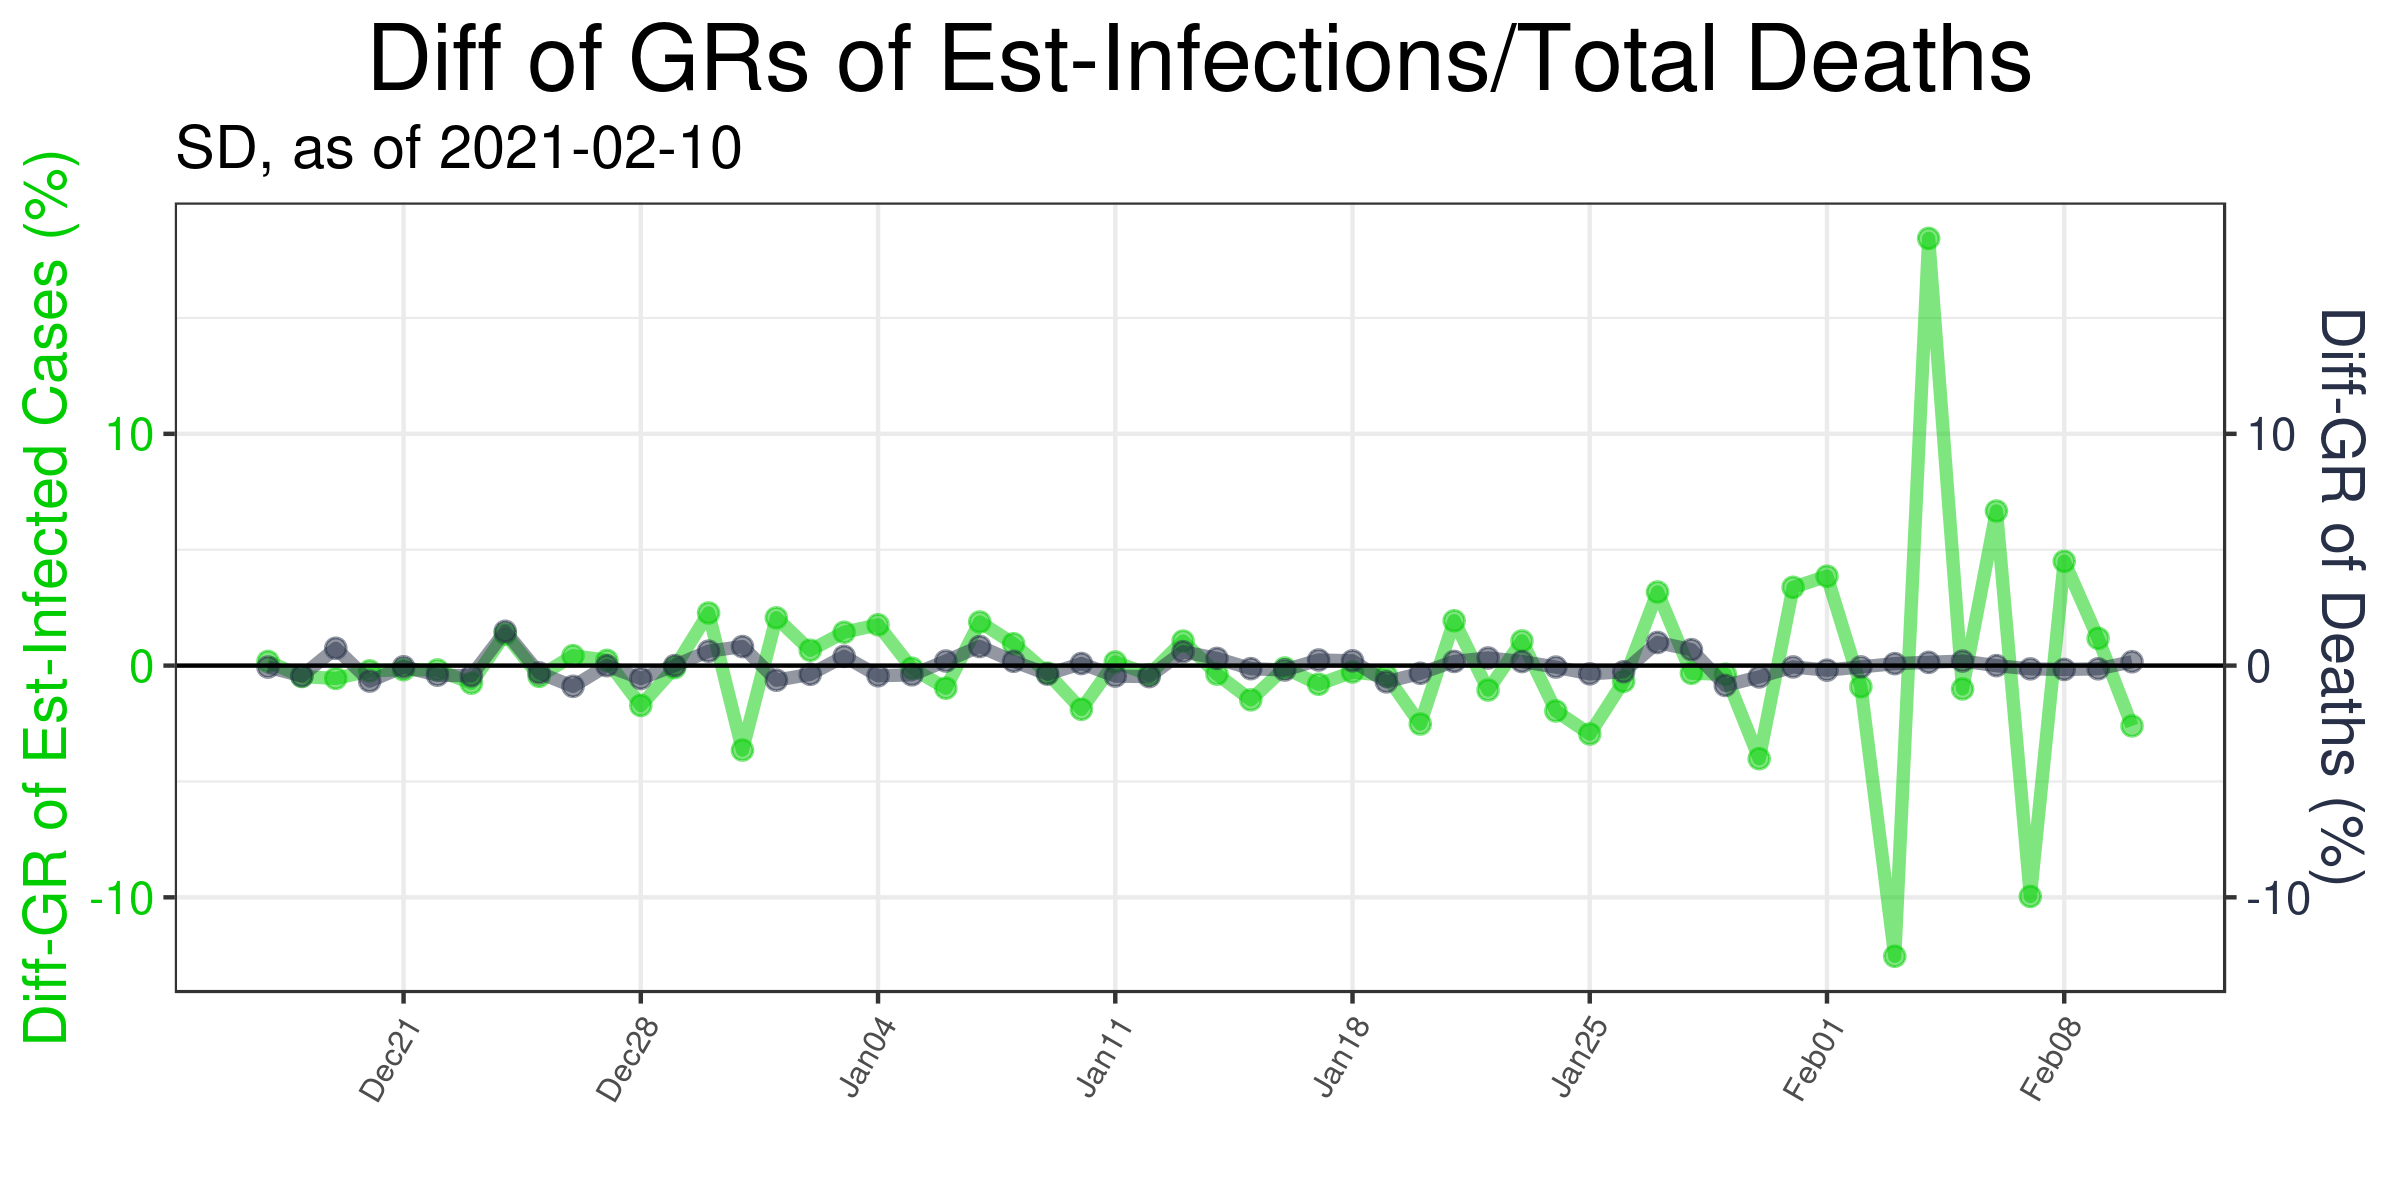 Diff of GRs of Est-Infections/Total Deaths
SD, as of 2021-02-10
Diff-GR of Est-Infected Cases (%)
10
0
-10
10
0
-10
Diff-GR of Deaths (%)
Dec21
Dec28
Jan04
Jan11
Jan18
Jan25
Feb01
Feb08